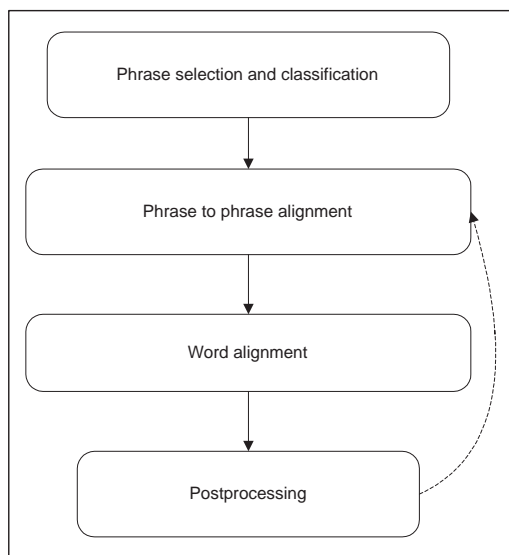 Phrase selection and classification
Phrase to phrase alignment
Word alignment
Postprocessing